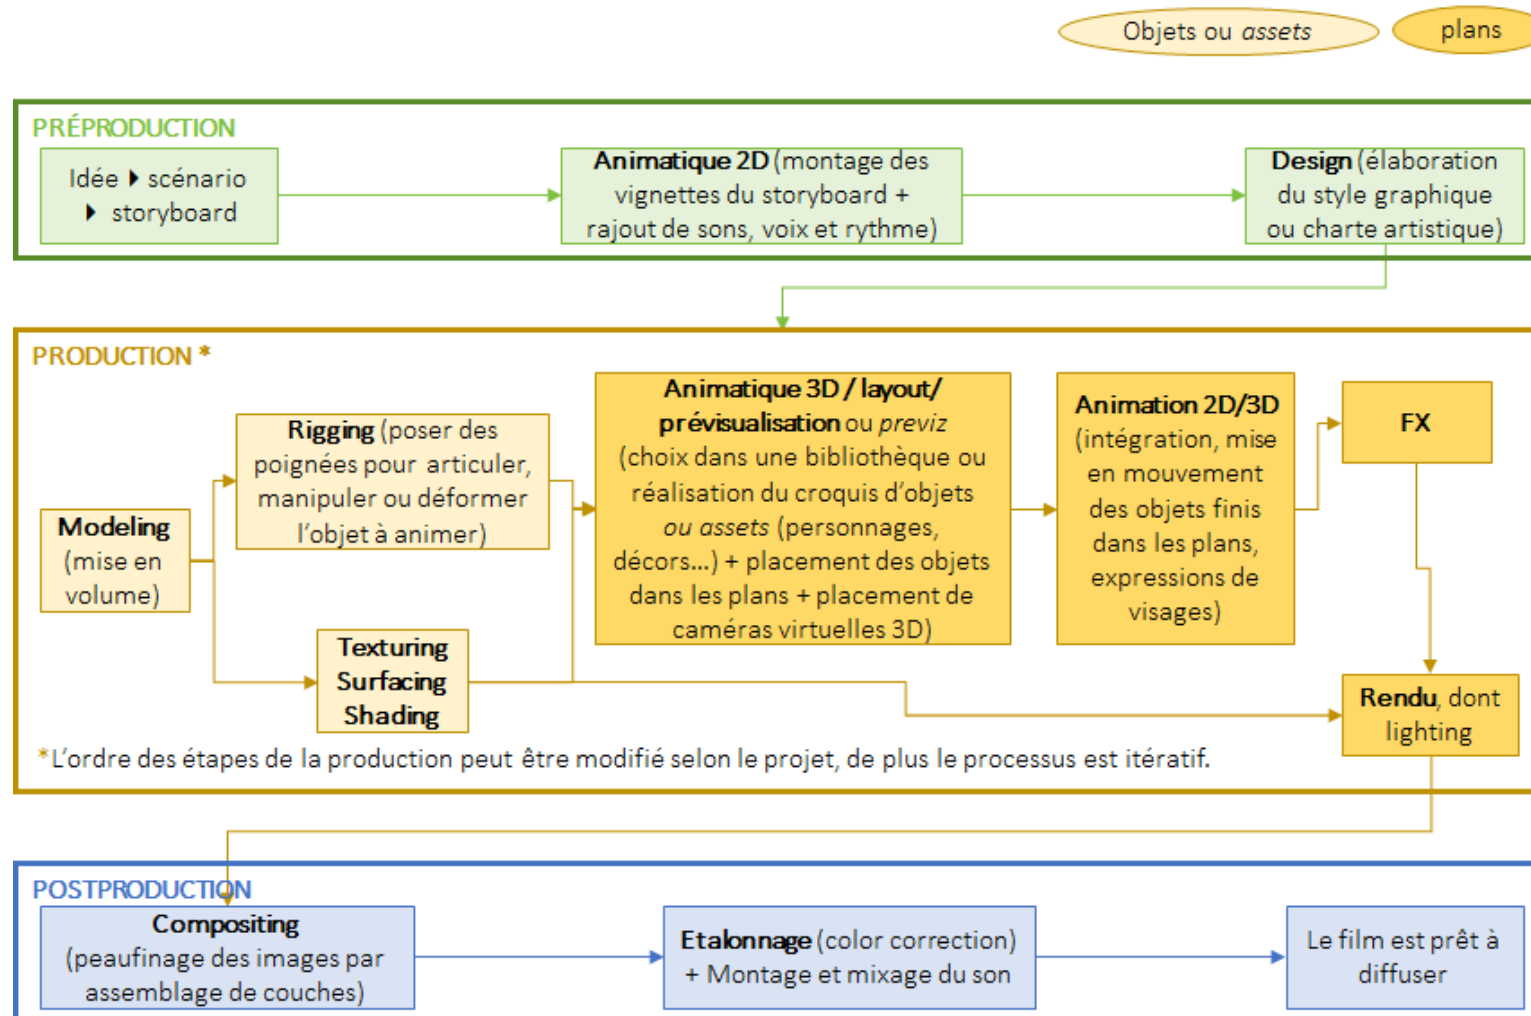 Objets ou assets
plans
PRÉPRODUCTION
Idée ▶ scénario
▶ storyboard
Animatique 2D (montage des
vignettes du storyboard +
rajout de sons, voix et rythme)
Design (élaboration
du style graphique
ou charte artistique)
PRODUCTION *
Modeling
(mise en
volume)
Rigging (poser des
poignées pour articuler,
manipuler ou déformer
l’objet à animer)
Texturing
Surfacing
Shading
Animatique 3D / layout/
prévisualisation ou previz
(choix dans une bibliothèque ou
réalisation du croquis d’objets
ou assets (personnages,
décors...) + placement des objets
dans les plans + placement de
caméras virtuelles 3D)
Animation 2D/3D
(intégration, mise
en mouvement
des objets finis
dans les plans,
expressions de
visages)
FX
Rendu, dont
lighting
*L’ordre des étapes de la production peut être modifié selon le projet, de plus le processus est itératif.
POSTPRODUCTION
Compositing
(peaufinage des images par
assemblage de couches)
Etalonnage (color correction)
+ Montage et mixage du son
Le film est prêt à
diffuser